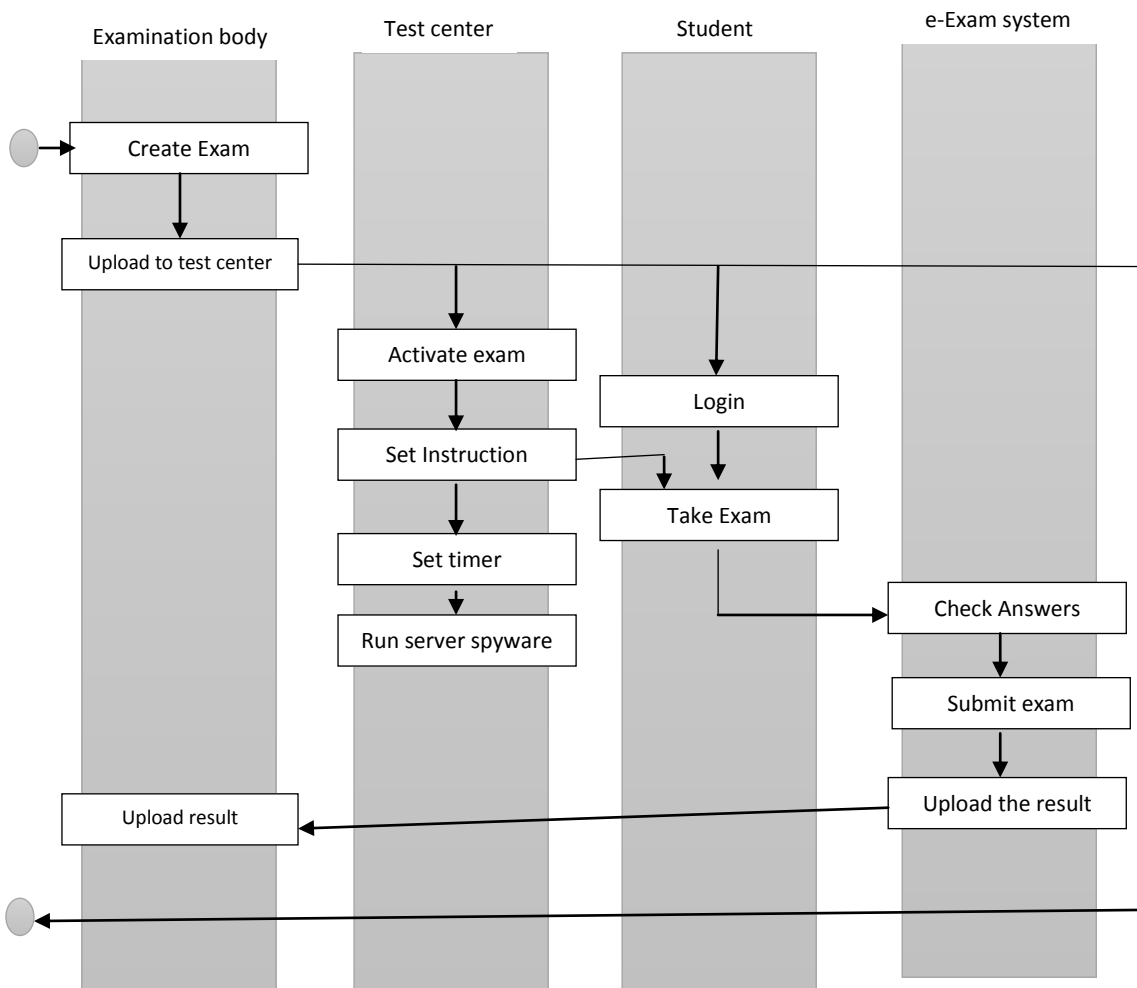 Examination body
Test center
Student
e-Exam system
Create Exam
Upload to test center
Activate exam
Login
Set Instruction
Take Exam
Set timer
Check Answers
Run server spyware
Submit exam
Upload the result
Upload result